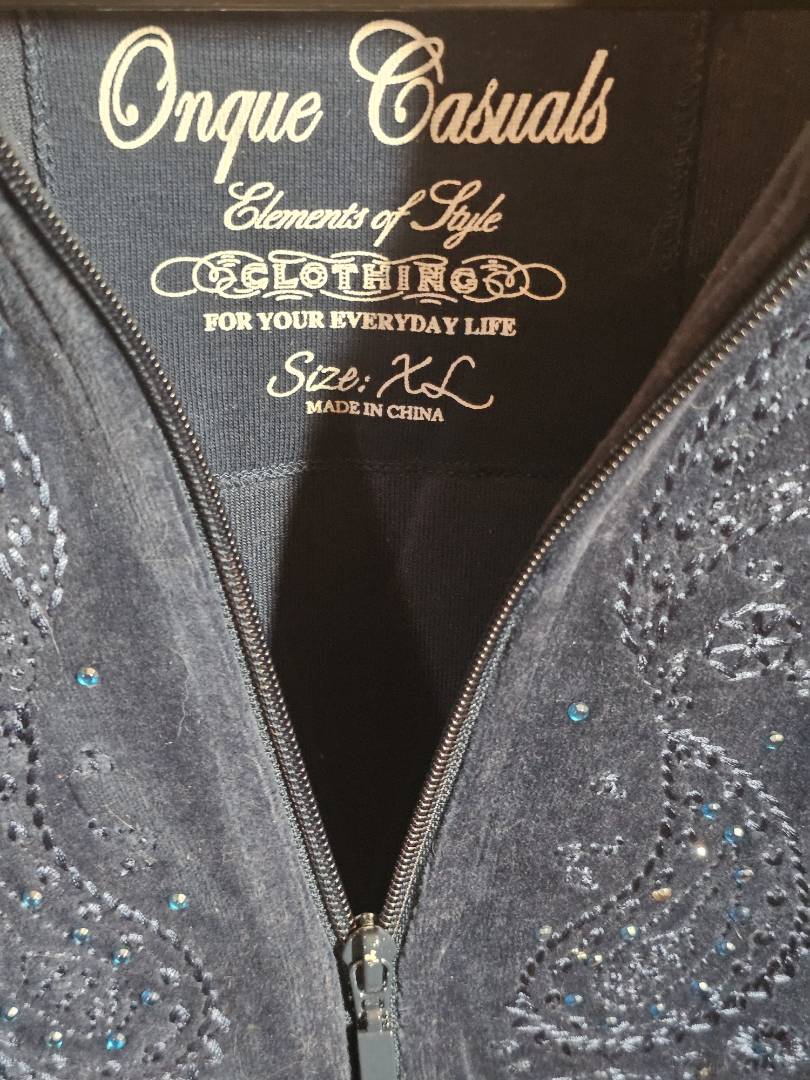 Onque Casuals
Elements of Style
CLOTHING
FOR YOUR EVERYDAY LIFE
Size: XL
MADE IN CHINA